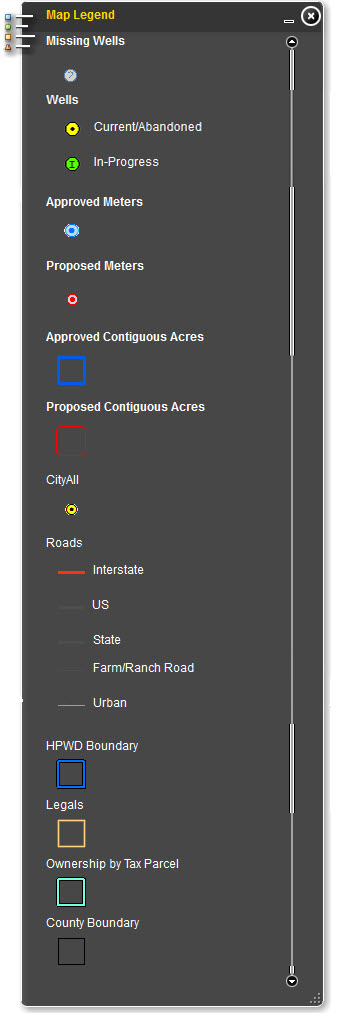 Map Legend
Missing Wells
?
Wells
Current/Abandoned
In-Progress
Approved Meters
Proposed Meters
Approved Contiguous Acres
Proposed Contiguous Acres
CityAll
Roads
Interstate
US
State
Farm/Ranch Road
Urban
HPWD Boundary
Legals
Ownership by Tax Parcel
County Boundary